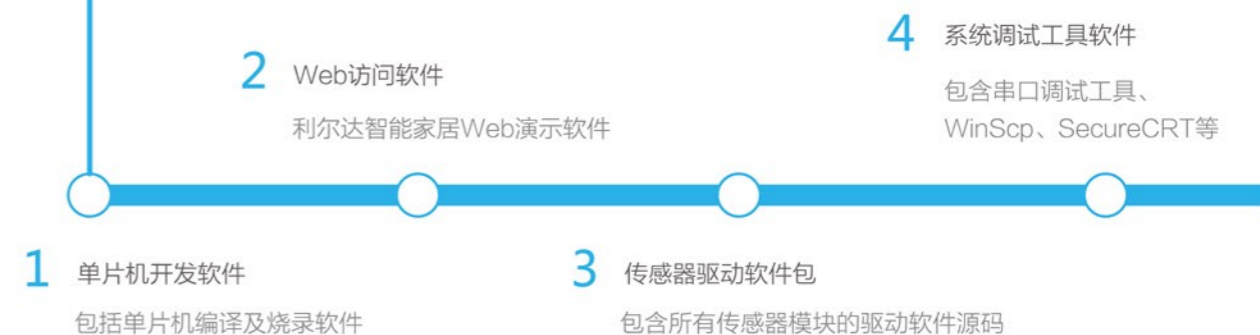 1
单片机开发软件
包括单片机编译及烧录软件
2
Web访问软件
利尔达智能家居Web演示软件
3
传感器驱动软件包
包含所有传感器模块的驱动软件源码
4
系统调试工具软件
包含串口调试工具、
WinScp、SecureCRT等